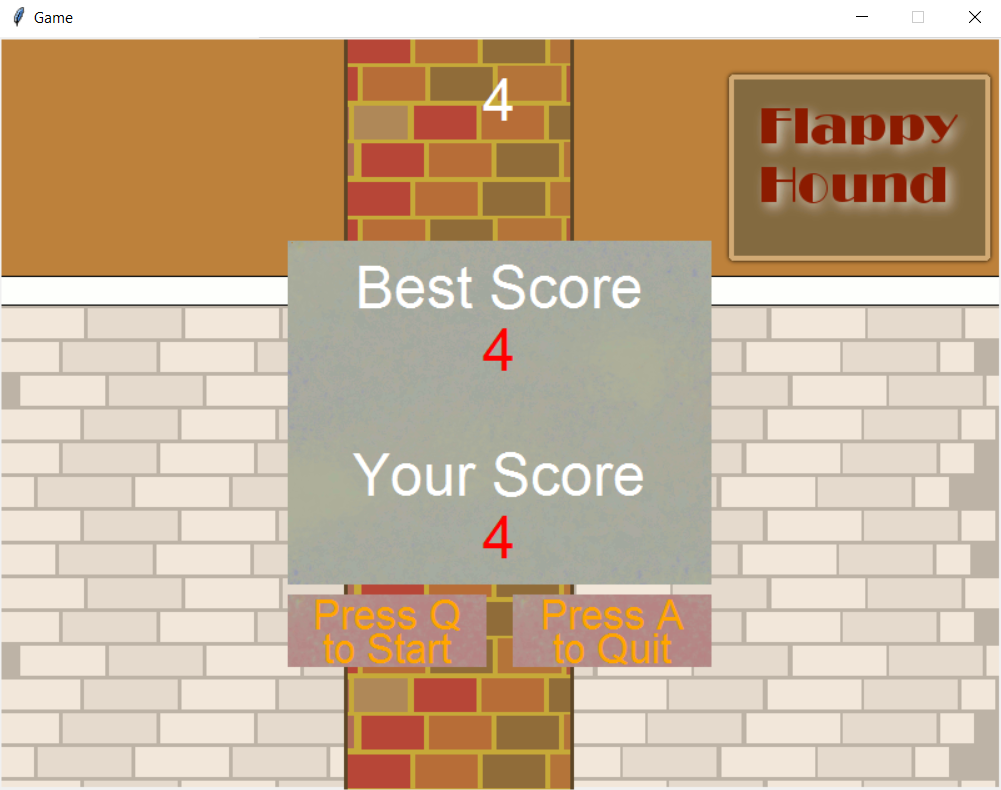 Game
4
Flappy
Hound
Best Score
4
Your Score
4
Press Q
to Start
Press A
to Quit